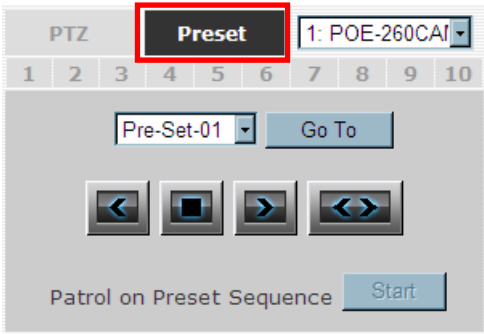 PTZ Preset 1: POE-260CAM
1 2 3 4 5 6 7 8 9 10
Pre-Set-01 Go To
Patrol on Preset Sequence Start